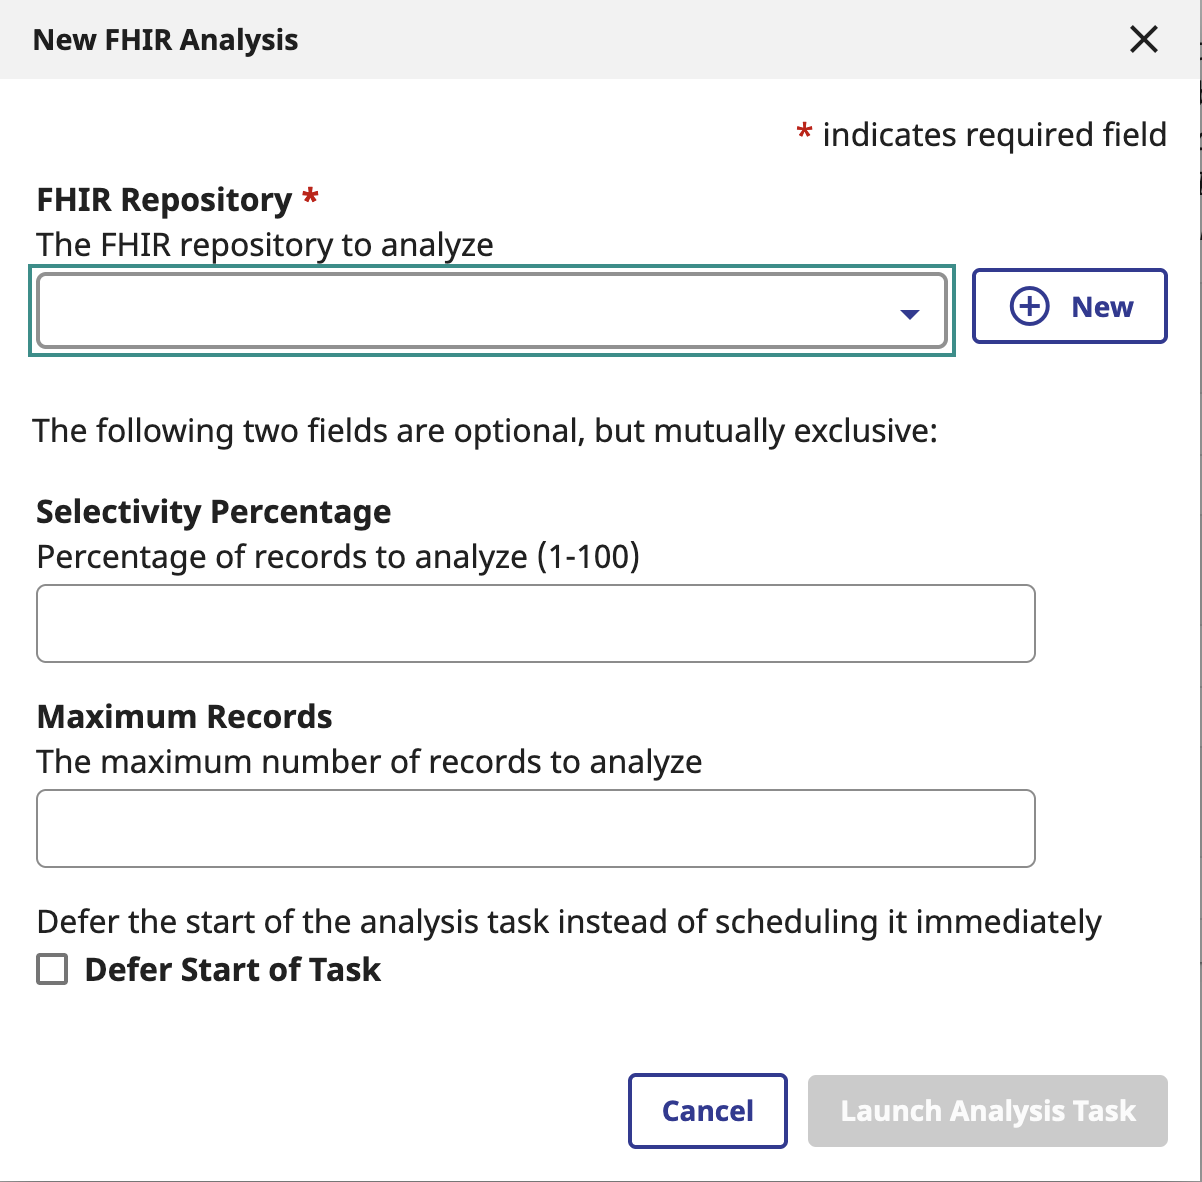 New FHIR Analysis
* indicates required field
FHIR Repository *
The FHIR repository to analyze
New
The following two fields are optional, but mutually exclusive:
Selectivity Percentage
Percentage of records to analyze (1-100)
Maximum Records
The maximum number of records to analyze
Defer the start of the analysis task instead of scheduling it immediately
Defer Start of Task
Cancel
Launch Analysis Task